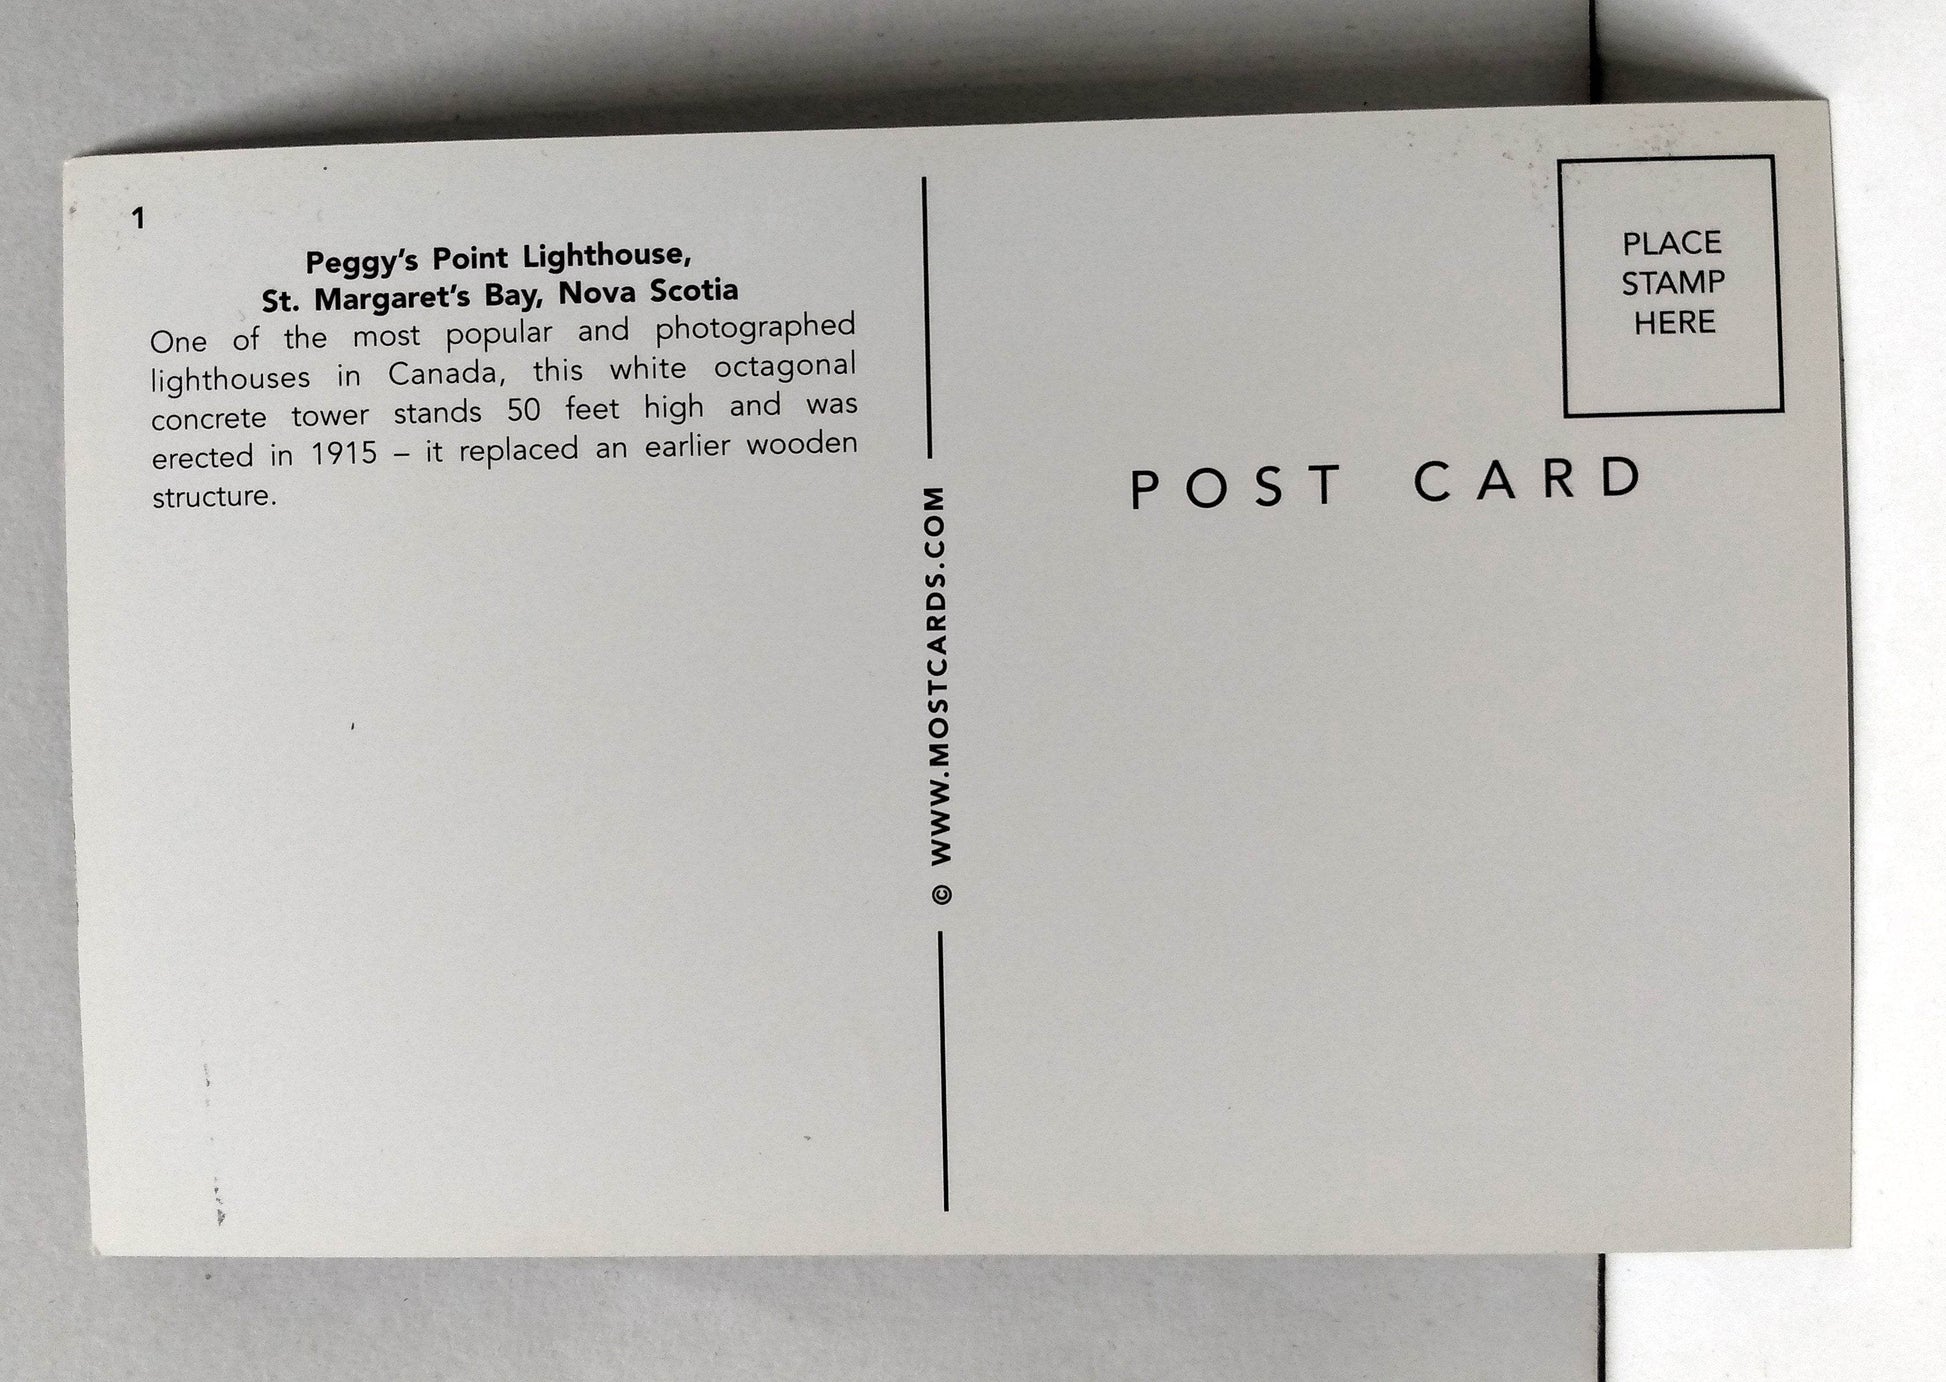 1
Peggy's Point Lighthouse,
St. Margaret's Bay, Nova Scotia
One of the most popular and photographed
lighthouses in Canada, this white octagonal
concrete tower stands 50 feet high and was
erected in 1915 – it replaced an earlier wooden
structure.
© WWW.MOSTCARDS.COM
PLACE
STAMP
HERE
POST CARD